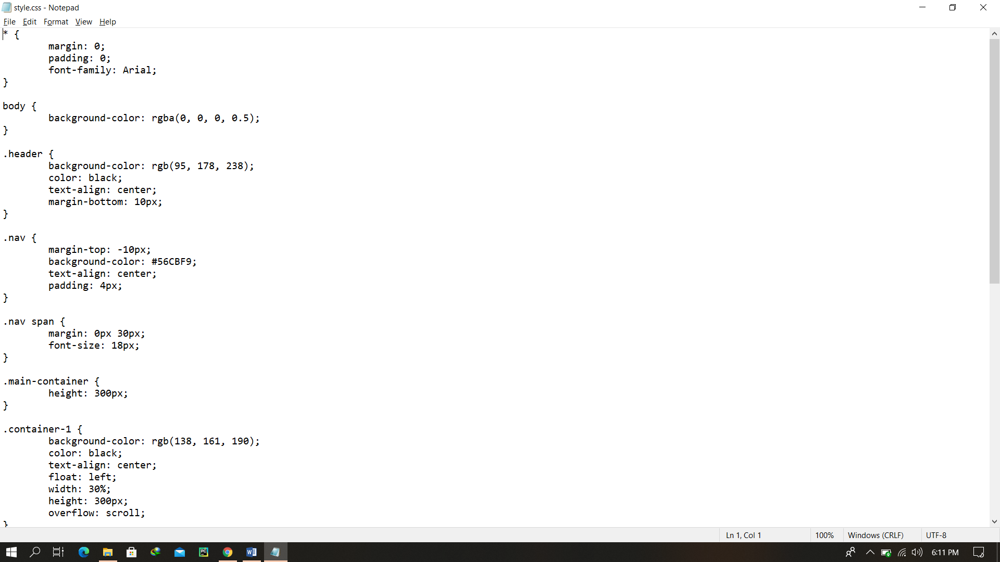 style.css - Notepad
File Edit Format View Help
* {
margin: 0;
padding: 0;
font-family: Arial;
}
body {
background-color: rgba(0, 0, 0, 0.5);
}
.header {
background-color: rgb(95, 178, 238);
color: black;
text-align: center;
margin-bottom: 10px;
}
.nav {
margin-top: -10px;
background-color: #56CBF9;
text-align: center;
padding: 4px;
}
.nav span {
margin: 0px 30px;
font-size: 18px;
}
.main-container {
height: 300px;
}
.container-1 {
background-color: rgb(138, 161, 190);
color: black;
text-align: center;
float: left;
width: 30%;
height: 300px;
overflow: scroll;
}
Ln 1, Col 1 100% Windows (CRLF) UTF-8
PC W 6:11 PM